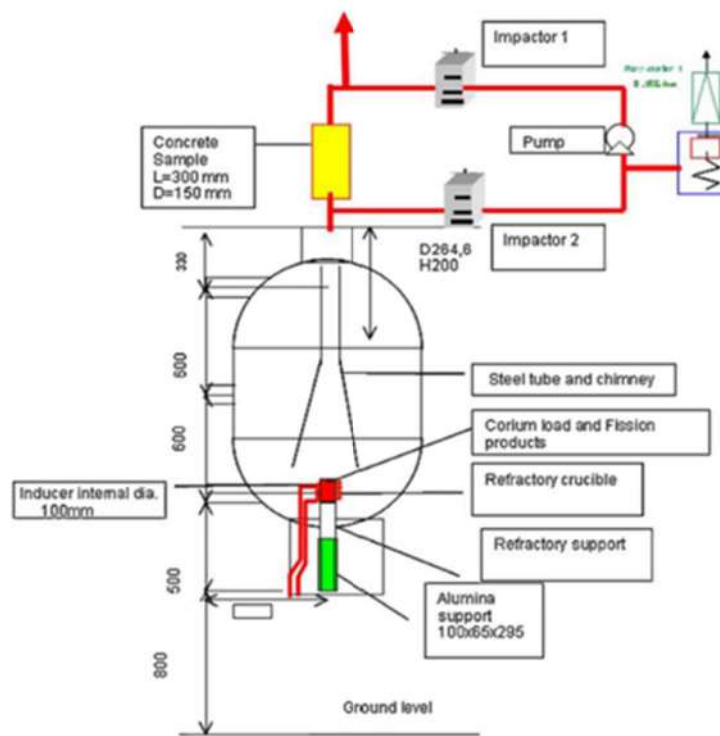 Impactor 1
Concrete
Sample
L=300 mm
D=150 mm
Pump
Impactor 2
D264,6
H200
330
600
Steel tube and chimney
600
Corium load and Fission
products
Inducer internal dia.
100mm
Refractory crucible
Refractory support
500
Alumina
support
100x65x295
800
Ground level